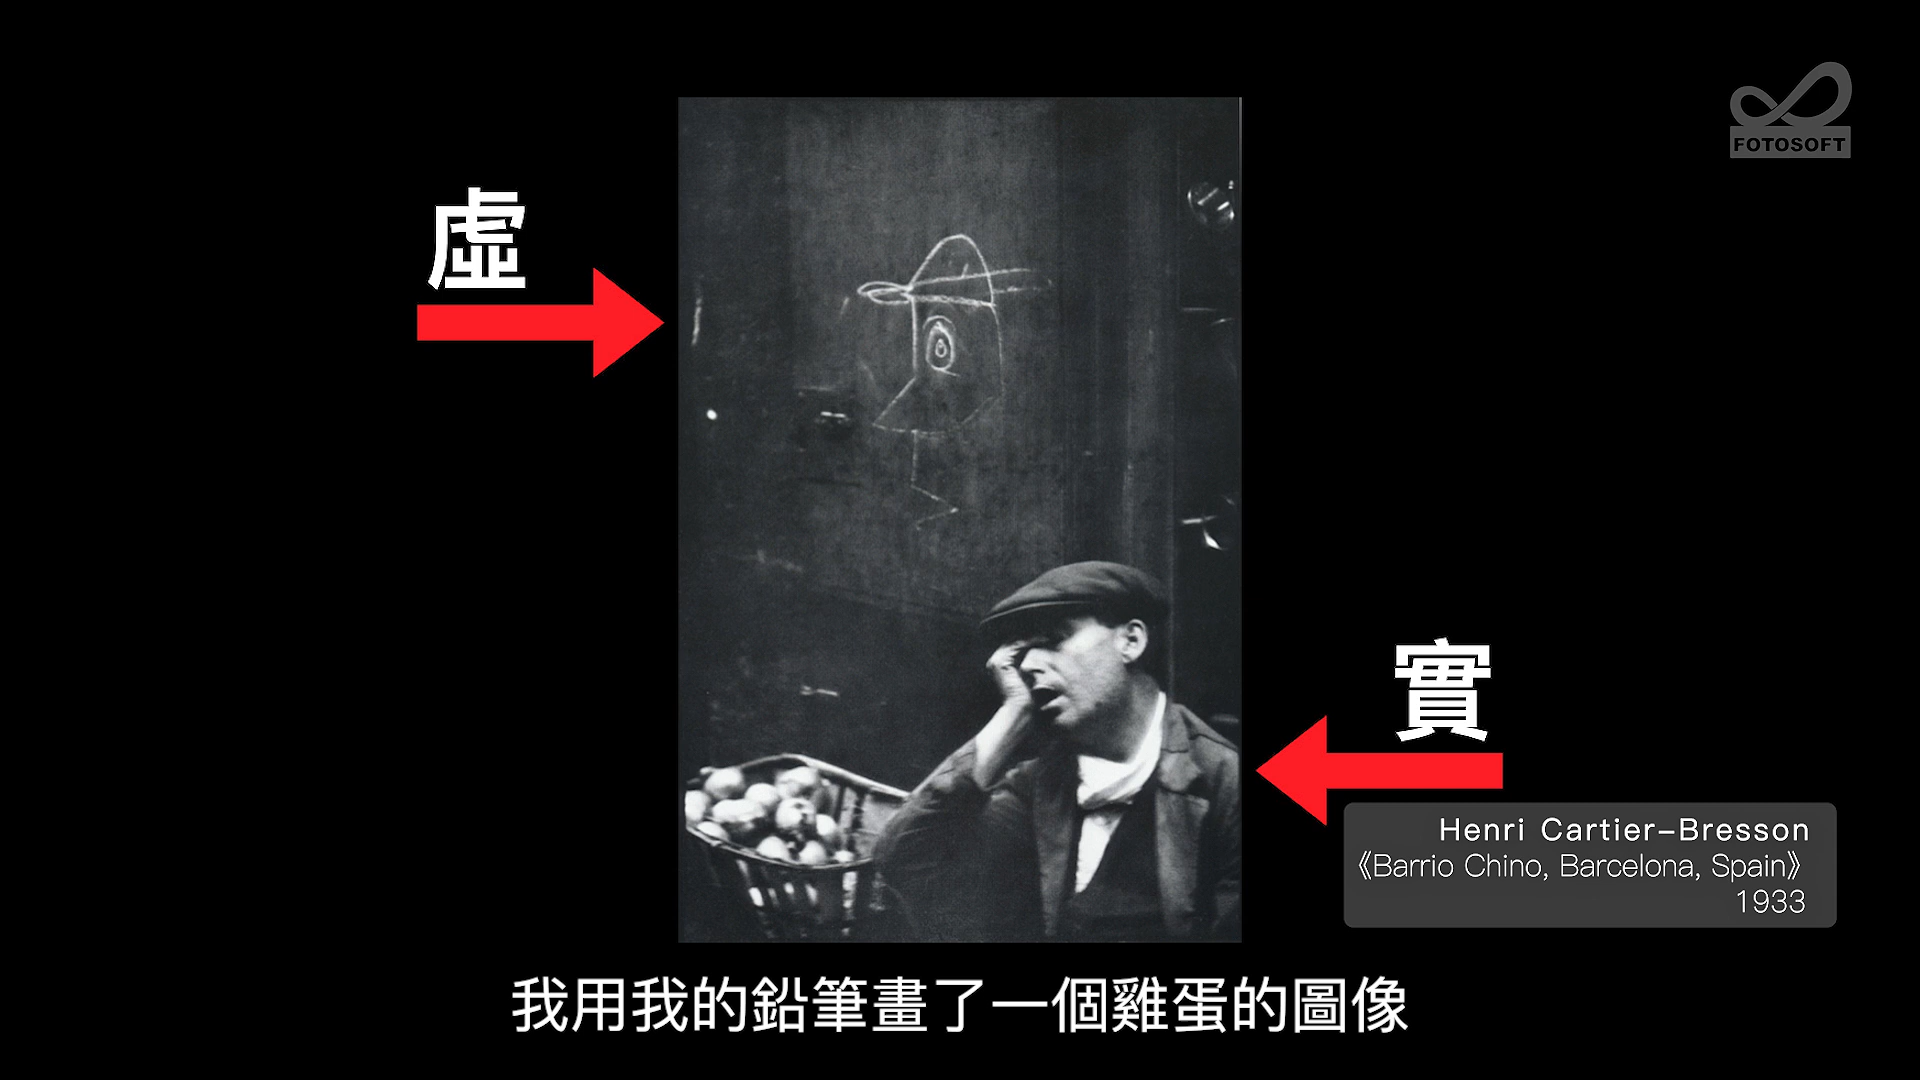 FOTOSOFT
虛
實
Henri Cartier–Bresson
《Barrio Chino, Barcelona, Spain》
1933
我用我的鉛筆畫了一個雞蛋的圖像